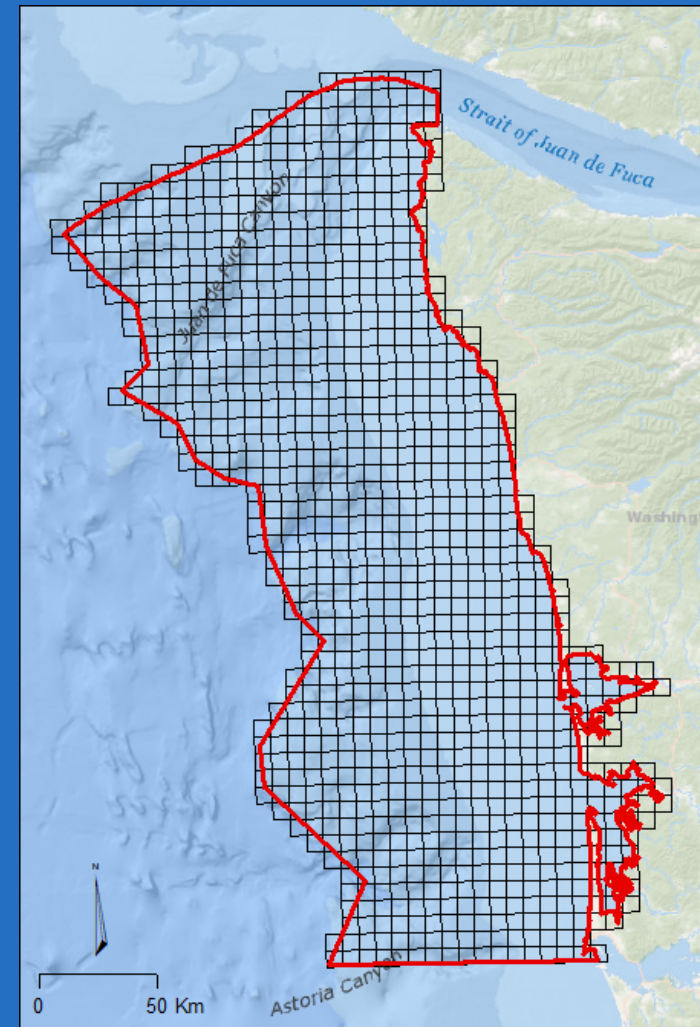 Strait of Juan de Fuca
Juan de Fuca Canyon
Washingt
N
0 50 Km
Astoria Canyon